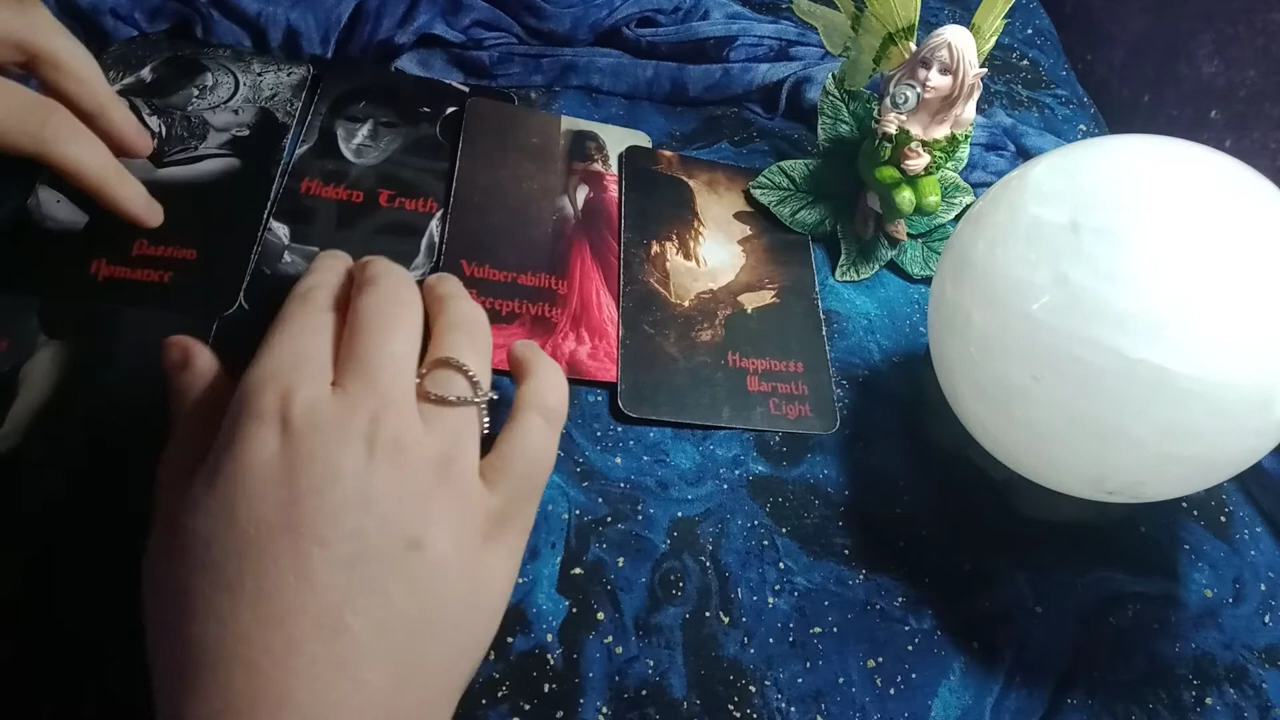 Passion
Romance
Hidden Truth
Vulnerability
Receptivity
Happiness
Warmth
Light